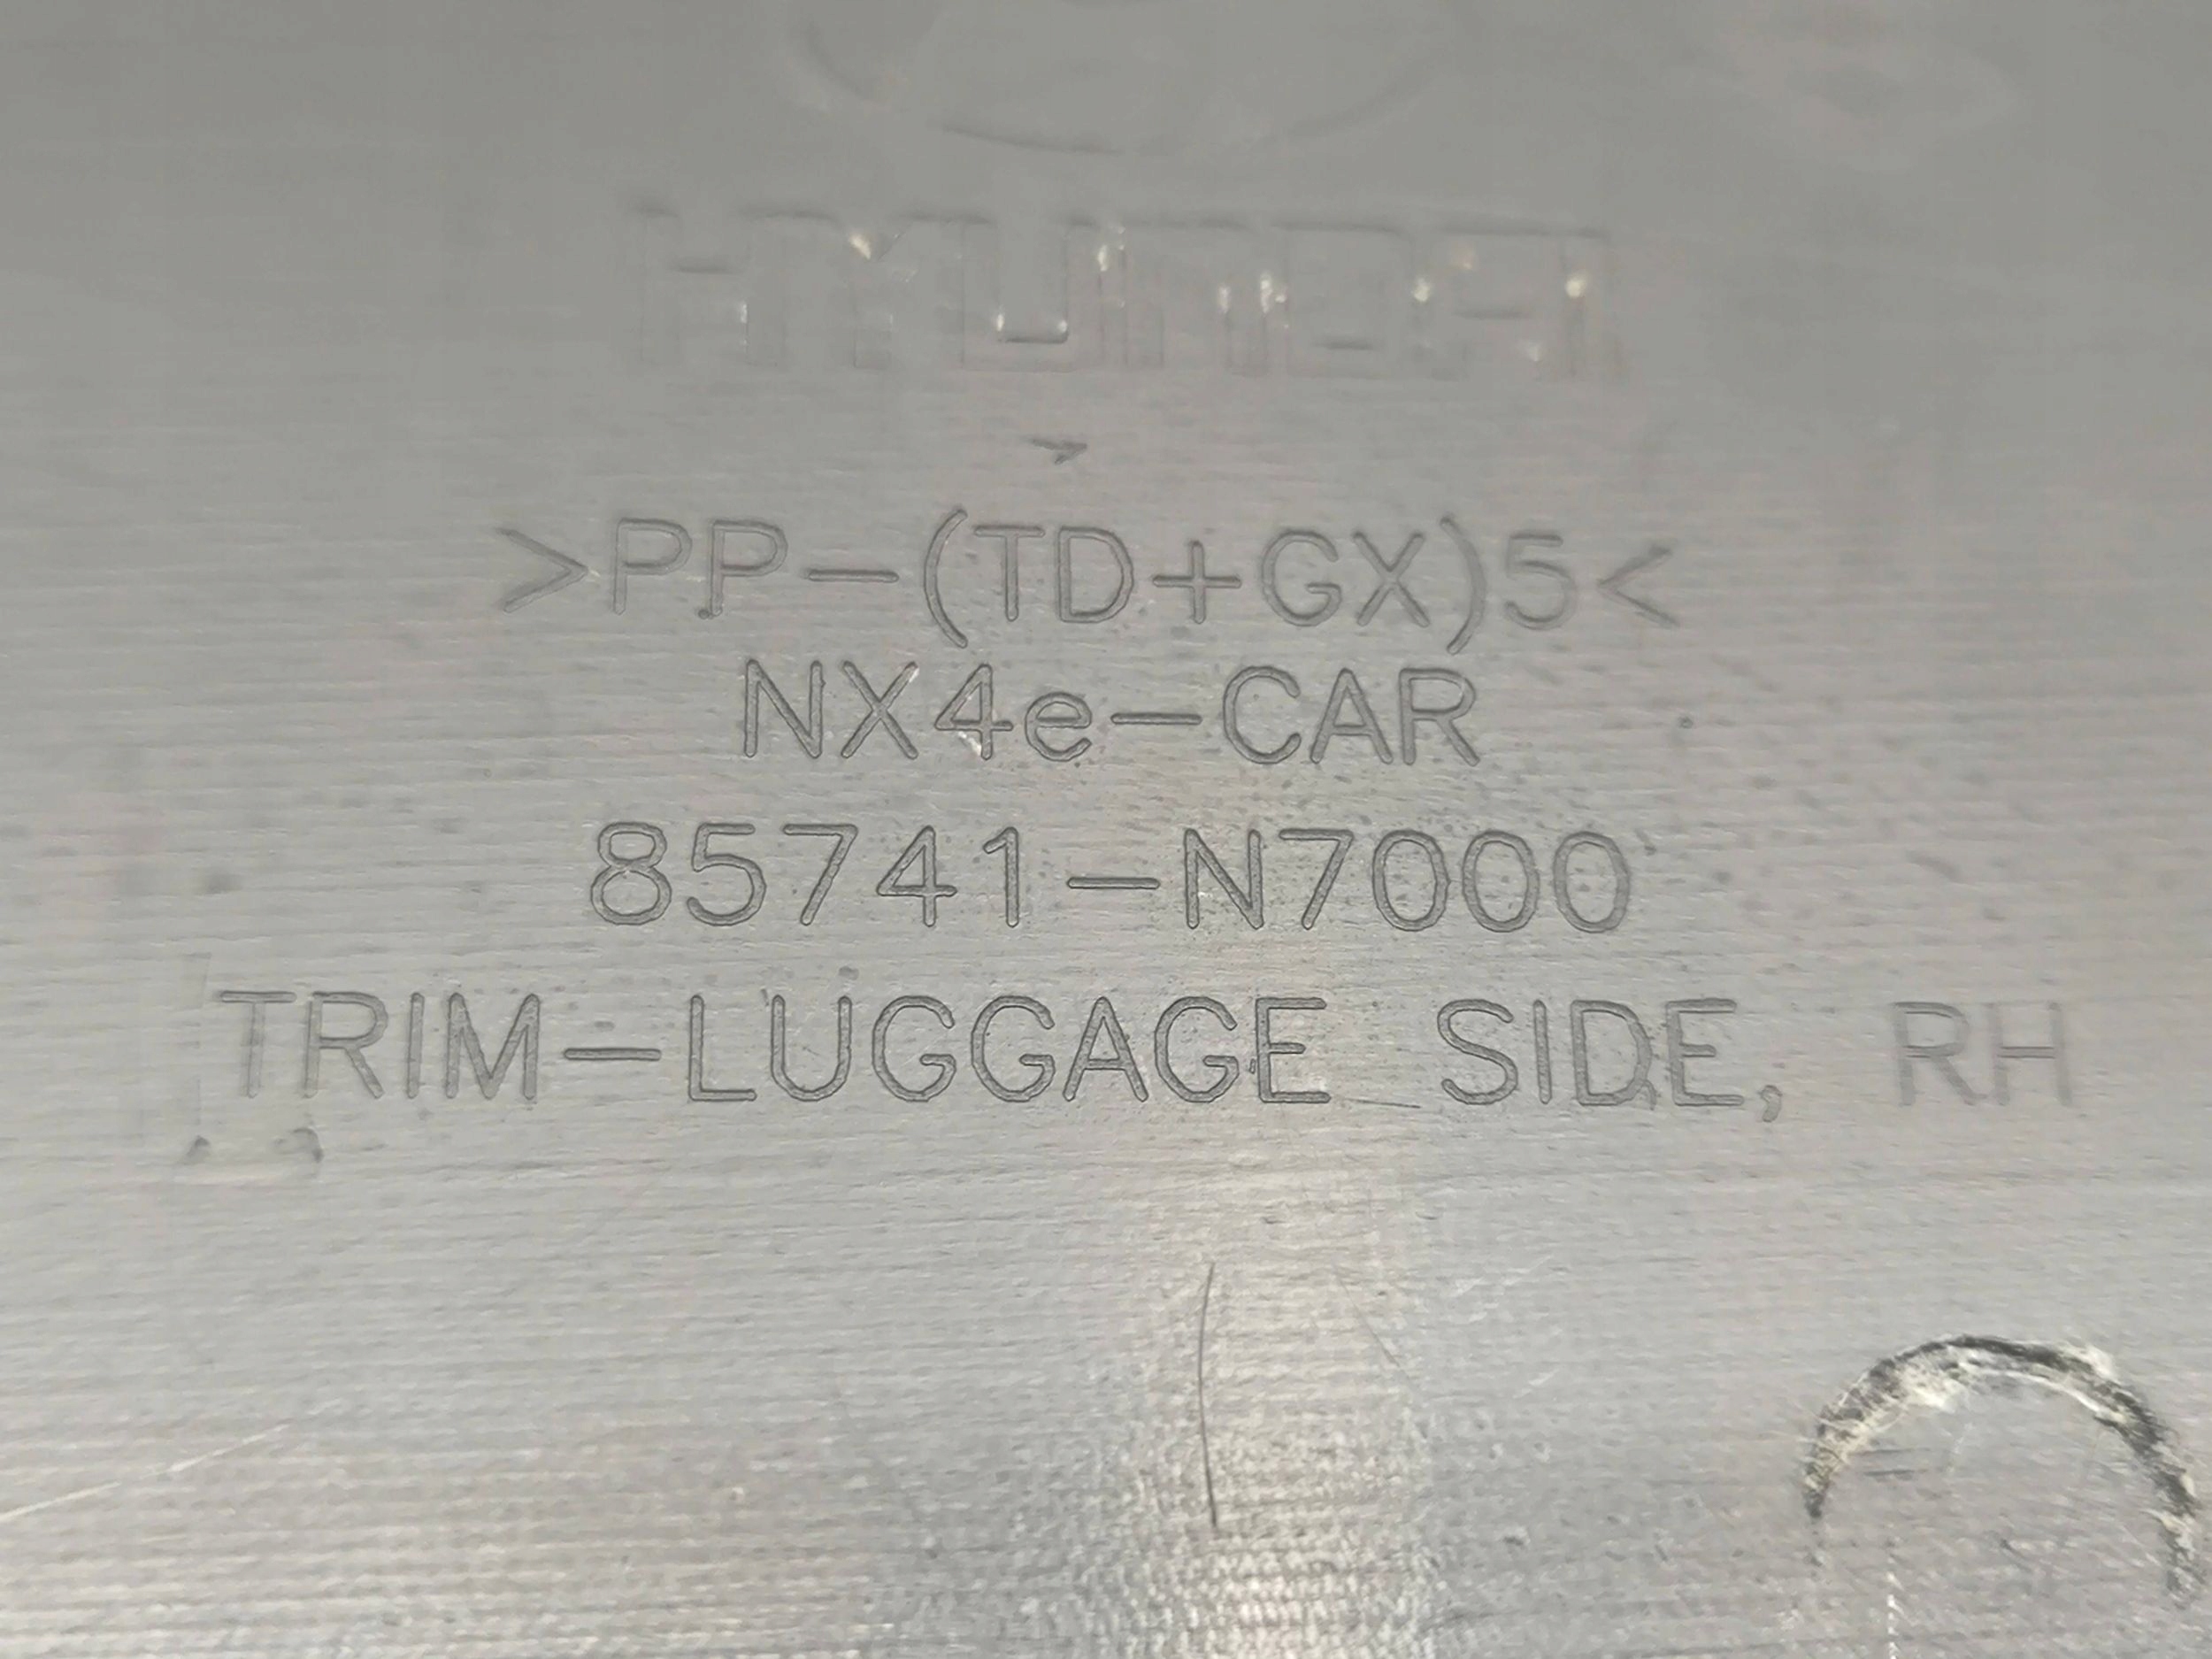 HYUNDAI
>PP-(TD+GX)5<
NX4e-CAR
85741-N7000
TRIM-LUGGAGE SIDE, RH